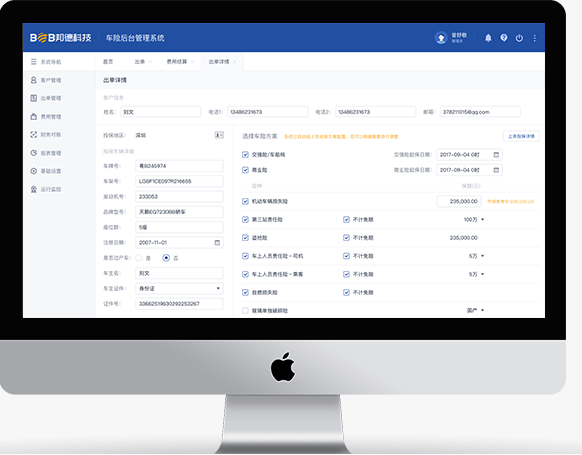 BOB邦德科技 车险后台管理系统
曾舒敏
管理员
系统导航 首页 出单 费用结算 出单详情
客户管理 出单详情
出单管理 客户信息
姓名: 刘文 电话1: 13486231673 电话2: 13486231673 邮箱: 378211015@qq.com
费用管理
财务对账 投保地区: 深圳 选择车险方案 上年投保详情
报表管理 投保车辆详细 交强险/车船税 交强险起保日期: 2017-09-04 0时
车牌号: 粤B245974 商业险 商业险起保日期: 2017-09-04 0时
基础设置 车架号: LGBF1CE097R216655 险种 保额(元)
运行监控 发动机号: 233053 机动车辆损失险 235,000.00
品牌型号: 天籁EQ7230BB轿车 第三者责任险 不计免赔 100万
座位数: 5座 盗抢险 不计免赔 235,000.00
注册日期: 2007-11-01 车上人员责任险-司机 不计免赔 5万
是否过户车: 是 否 车上人员责任险-乘客 不计免赔 5万
车主名: 刘文
车主证件: 身份证 自燃损失险 不计免赔
证件号: 33662519630292253267 玻璃单独破碎险 国产